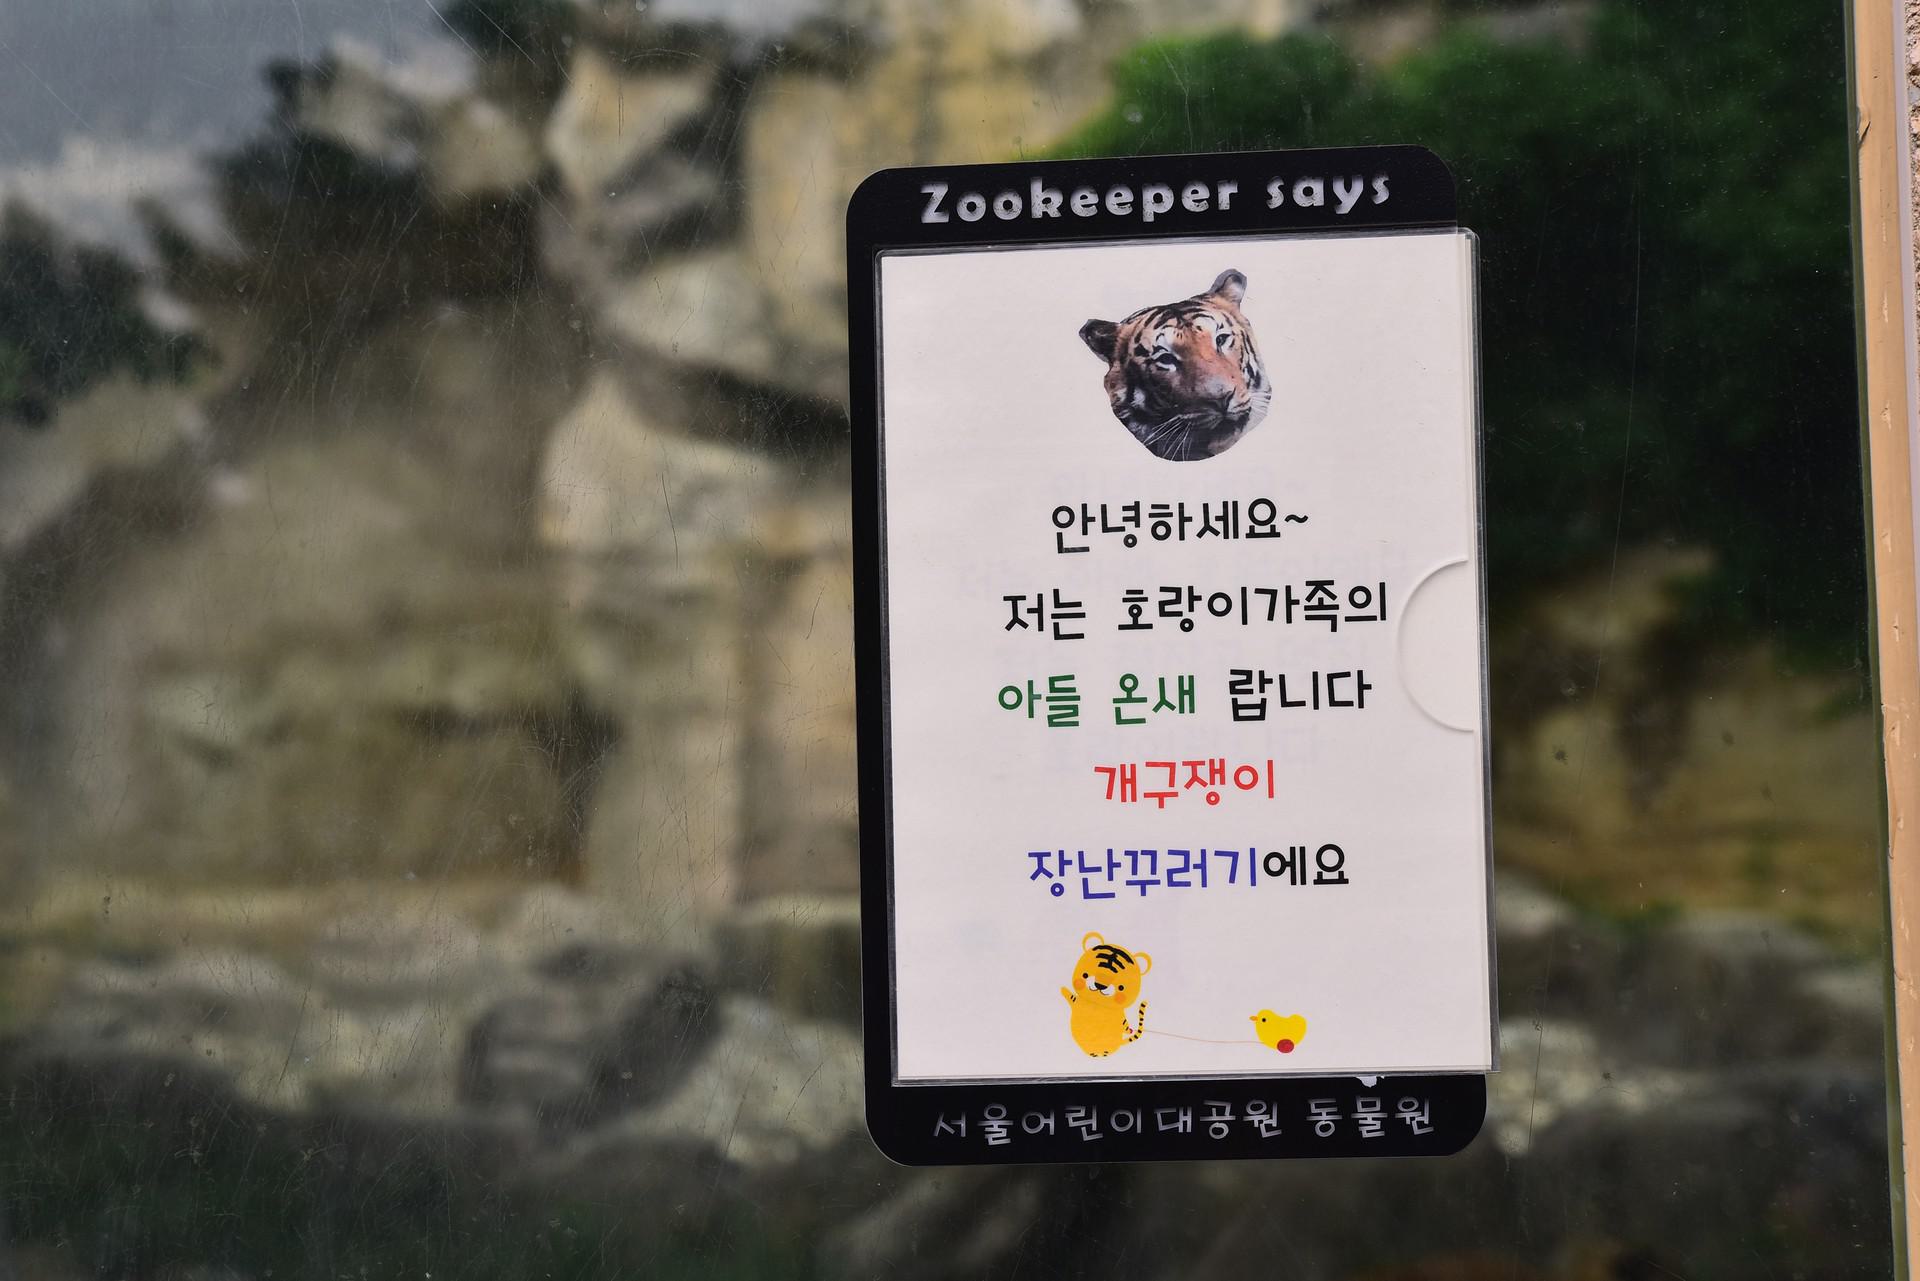 Zookeeper says
안녕하세요~
저는 호랑이가족의
아들 온새 랍니다
개구쟁이
장난꾸러기에요
서울어린이대공원 동물원